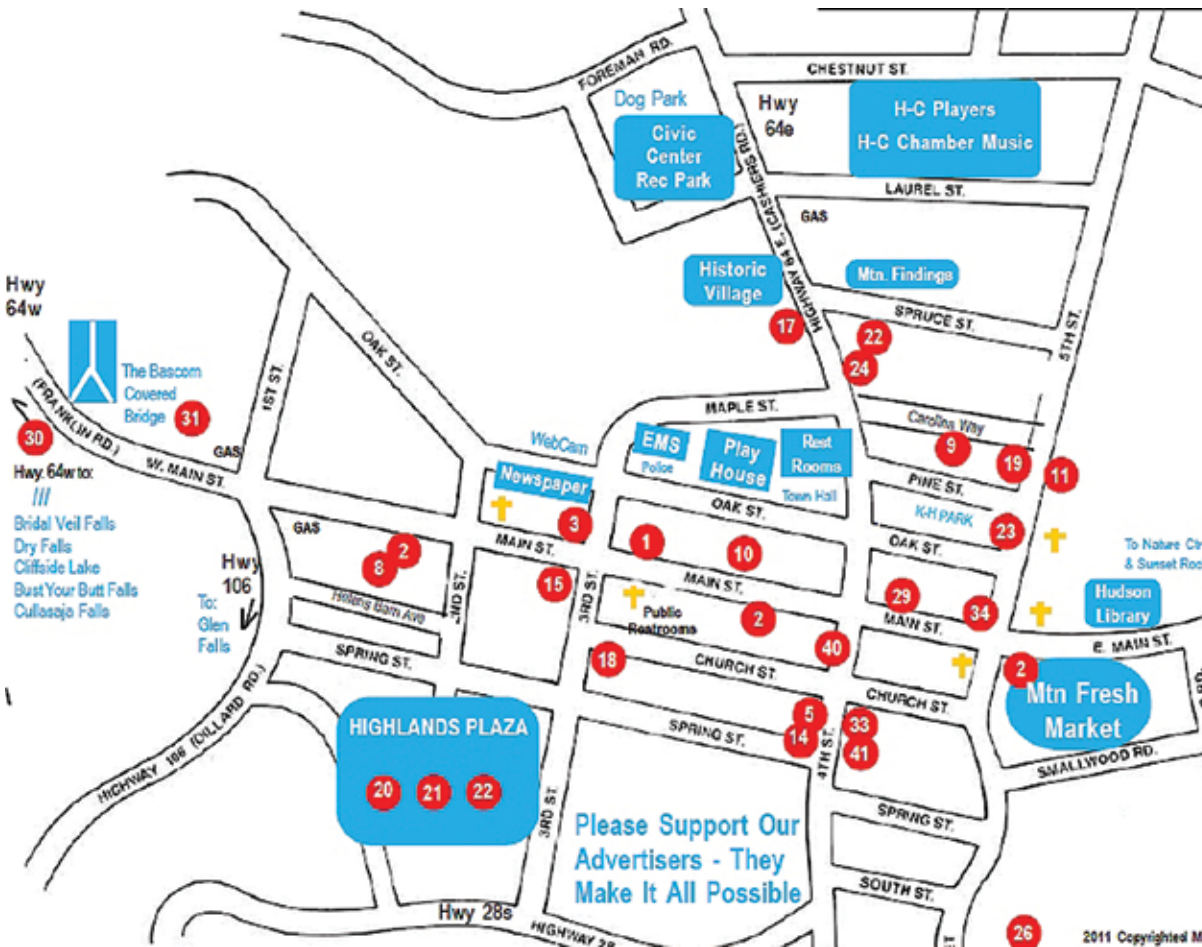 FOREMAN RD.
CHESTNUT ST.
Dog Park
Hwy
64e
H-C Players
H-C Chamber Music
Civic
Center
Rec Park
HIGHWAY 64 E. (CASHIERS RD.)
LAUREL ST.
GAS
Historic
Village
Mtn. Findings
SPRUCE ST.
5TH ST.
17
22
24
Hwy
64w
The Bascom
Covered
Bridge
31
30
(FRANKLIN RD.)
W. MAIN ST.
GAS
1ST ST.
OAK ST.
MAPLE ST.
Carolina Way
9
19
11
PINE ST.
WebCam
EMS
Police
Play
House
Rest
Rooms
Town Hall
Newspaper
K-H PARK
23
OAK ST.
OAK ST.
Hwy. 64w to:
///
Bridal Veil Falls
Dry Falls
Cliffside Lake
Bust Your Butt Falls
Cullasaja Falls
GAS
2
8
Hwy
106
To:
Glen
Falls
Helens Barn Ave
2ND ST.
MAIN ST.
3
1
10
MAIN ST.
15
3RD ST.
Public
Restrooms
2
40
29
34
MAIN ST.
To Nature
& Sunset
Hudson
Library
E. MAIN ST.
SPRING ST.
18
CHURCH ST.
CHURCH ST.
2
Mtn Fresh
Market
SMALLWOOD RD.
HIGHWAY 106 (DILLARD RD.)
HIGHLANDS PLAZA
20
21
22
SPRING ST.
5
14
4TH ST.
33
41
3RD ST.
SPRING ST.
Please Support Our
Advertisers - They
Make It All Possible
SOUTH ST.
Hwy 28s
HIGHWAY 28
26
2011 Copyrighted M